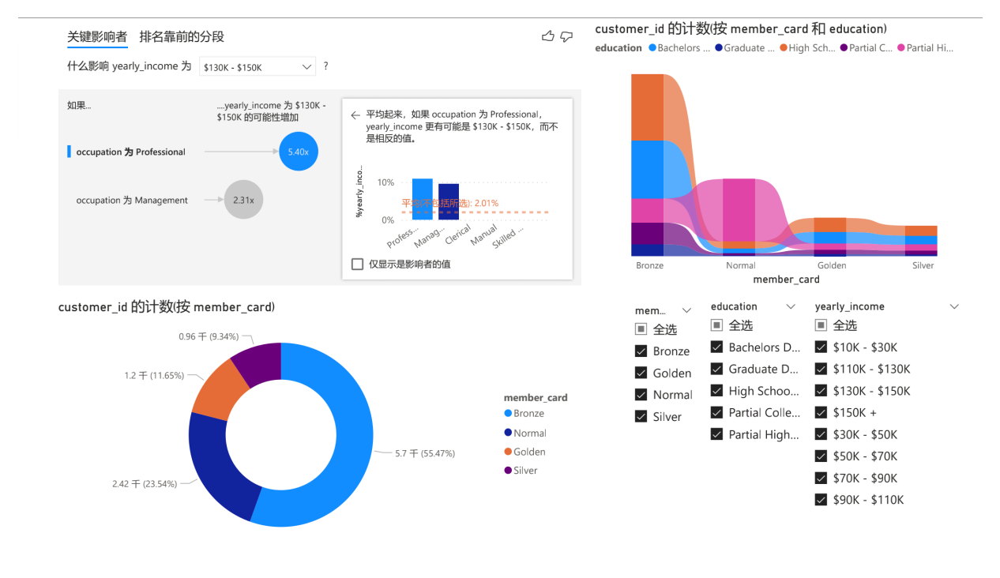 关键影响者 排名靠前的分段
什么影响 yearly_income 为 $130K - $150K ?
如果...
....yearly_income 为 $130K -
$150K 的可能性增加
occupation 为 Professional
5.40x
occupation 为 Management
2.31x
平均起来，如果 occupation 为 Professional，
yearly_income 更有可能是 $130K - $150K，而不
是相反的值。
%yearly_inco...
10%
0%
平均(不包括所选): 2.01%
Profess...
Manag...
Clerical
Manual
Skilled ...
仅显示是影响者的值
customer_id 的计数(按 member_card 和 education)
education Bachelors ... Graduate ... High Sch... Partial C... Partial Hi...
Bronze Normal Golden Silver
member_card
customer_id 的计数(按 member_card)
0.96 千 (9.34%)
1.2 千 (11.65%)
2.42 千 (23.54%)
5.7 千 (55.47%)
member_card
Bronze
Normal
Golden
Silver
mem...
全选
Bronze
Golden
Normal
Silver
education
全选
Bachelors D...
Graduate D...
High Schoo...
Partial Colle...
Partial High...
yearly_income
全选
$10K - $30K
$110K - $130K
$130K - $150K
$150K +
$30K - $50K
$50K - $70K
$70K - $90K
$90K - $110K